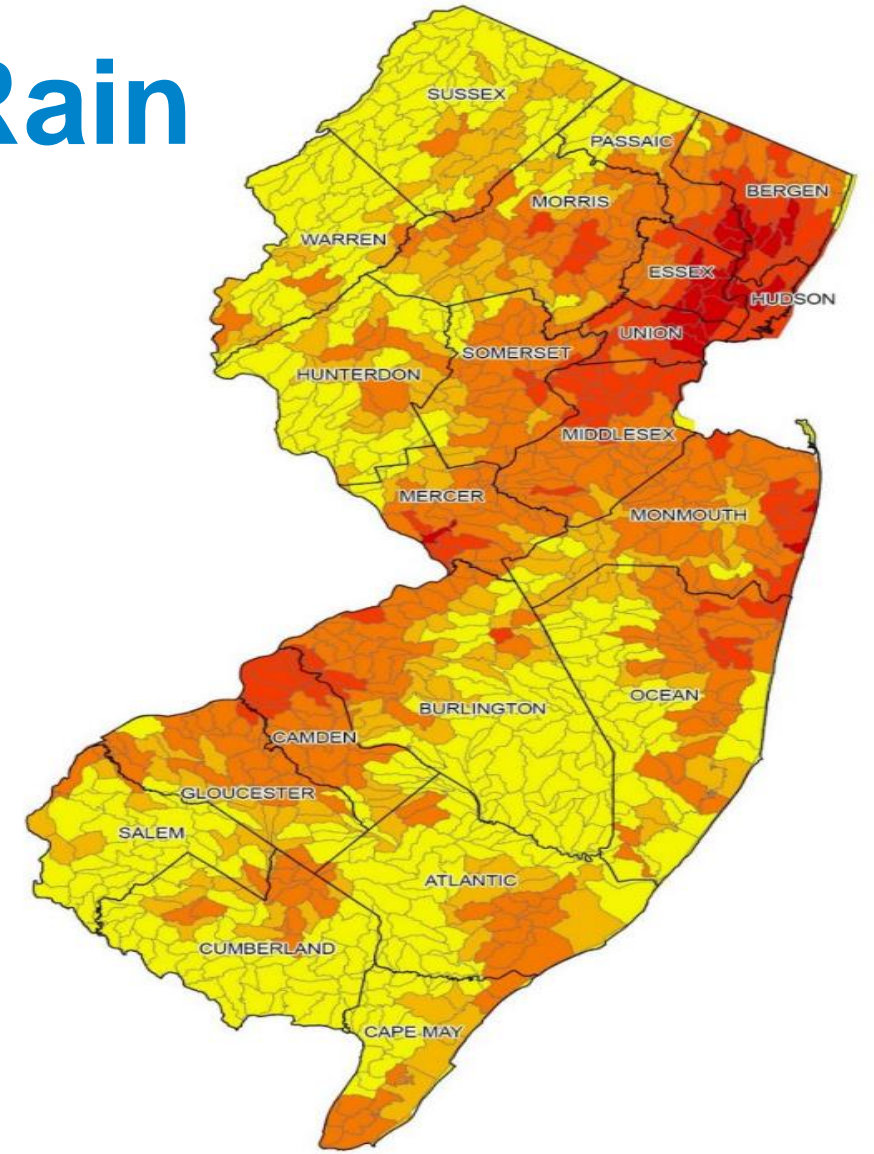 Rain
SUSSEX
PASSAIC
BERGEN
MORRIS
WARREN
ESSEX
HUDSON
UNION
SOMERSET
HUNTERDON
MIDDLESEX
MERCER
MONMOUTH
OCEAN
BURLINGTON
CAMDEN
GLOUCESTER
SALEM
ATLANTIC
CUMBERLAND
CAPE MAY